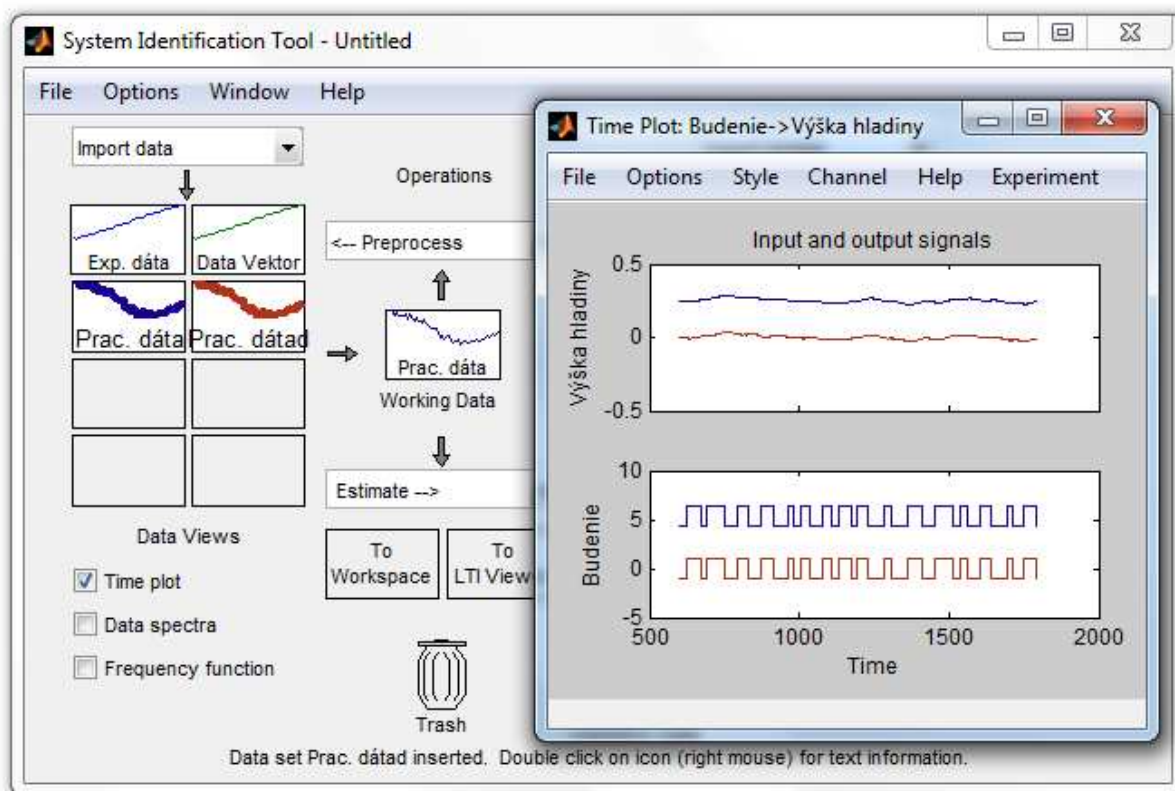 System Identification Tool - Untitled
File Options Window Help
Import data
Operations
Exp. dáta
Data Vektor
<-- Preprocess
Prac. dáta
Prac. dátad
Prac. dáta
Working Data
Estimate -->
Data Views
To
Workspace
To
LTI View
Time plot
Data spectra
Frequency function
Trash
Data set Prac. dátad inserted. Double click on icon (right mouse) for text information.
Time Plot: Budenie->Výška hladiny
File Options Style Channel Help Experiment
Input and output signals
Výška hladiny
0.5
0
-0.5
Budenie
10
5
0
-5
500 1000 1500 2000
Time